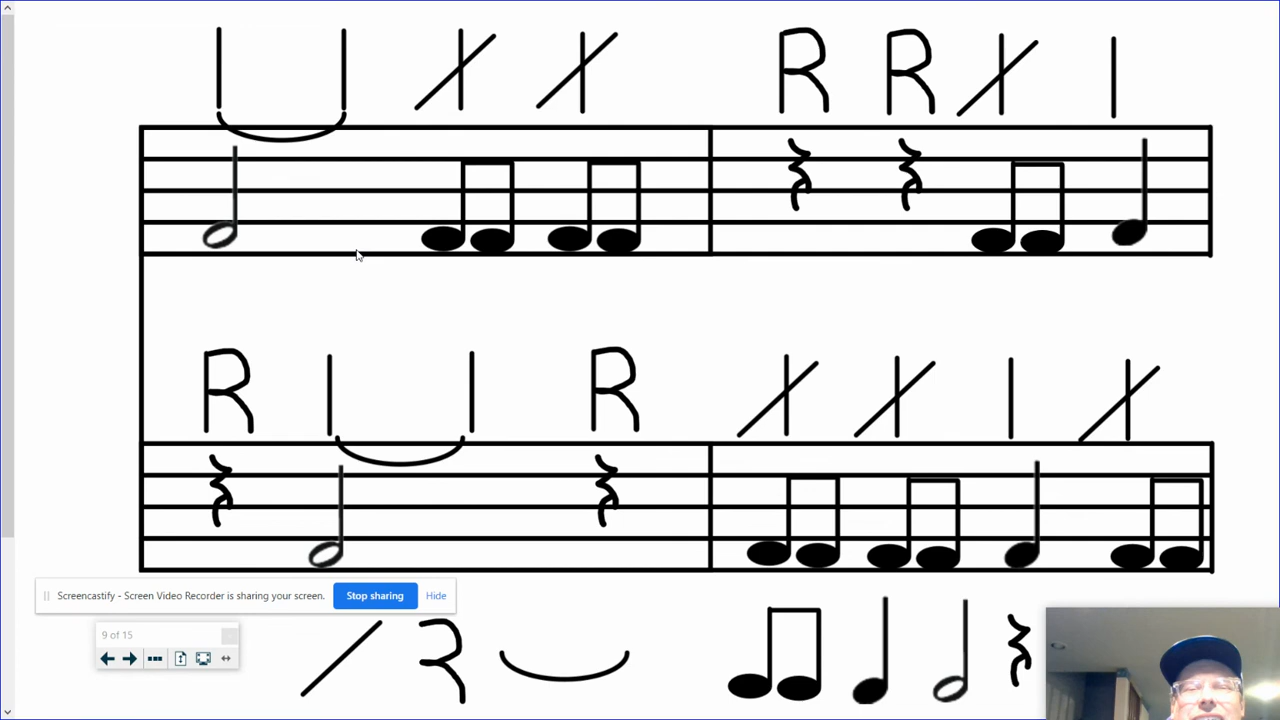 R R
R R
Screencastify - Screen Video Recorder is sharing your screen. Stop sharing Hide
9 of 15